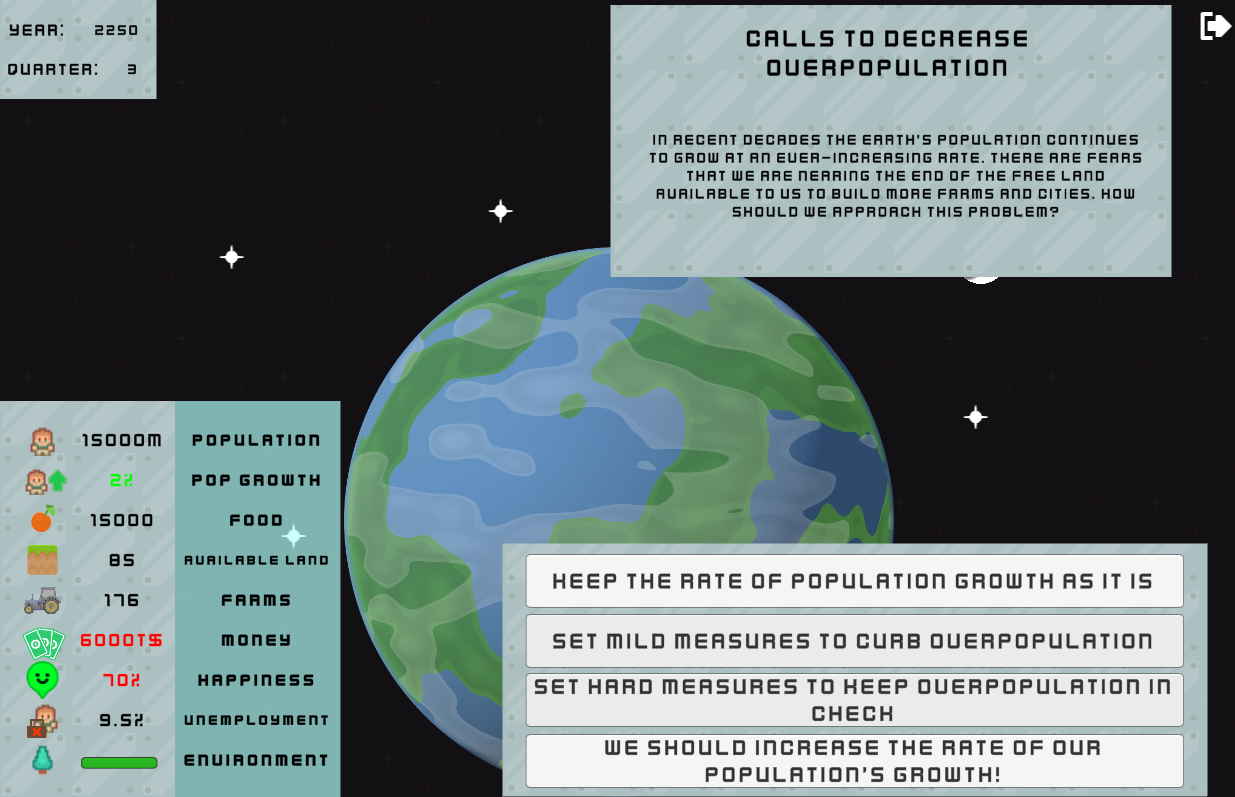 YEAR: 2250
QUARTER: 3
CALLS TO DECREASE
OVERPOPULATION
IN RECENT DECADES THE EARTH'S POPULATION CONTINUES
TO GROW AT AN EVER-INCREASING RATE. THERE ARE FEARS
THAT WE ARE NEARING THE END OF THE FREE LAND
AVAILABLE TO US TO BUILD MORE FARMS AND CITIES. HOW
SHOULD WE APPROACH THIS PROBLEM?
15000M POPULATION
2% POP GROWTH
15000 FOOD
85 AVAILABLE LAND
176 FARMS
6000T$ MONEY
70% HAPPINESS
9.5% UNEMPLOYMENT
ENVIRONMENT
KEEP THE RATE OF POPULATION GROWTH AS IT IS
SET MILD MEASURES TO CURB OVERPOPULATION
SET HARD MEASURES TO KEEP OVERPOPULATION IN
CHECK
WE SHOULD INCREASE THE RATE OF OUR
POPULATION'S GROWTH!